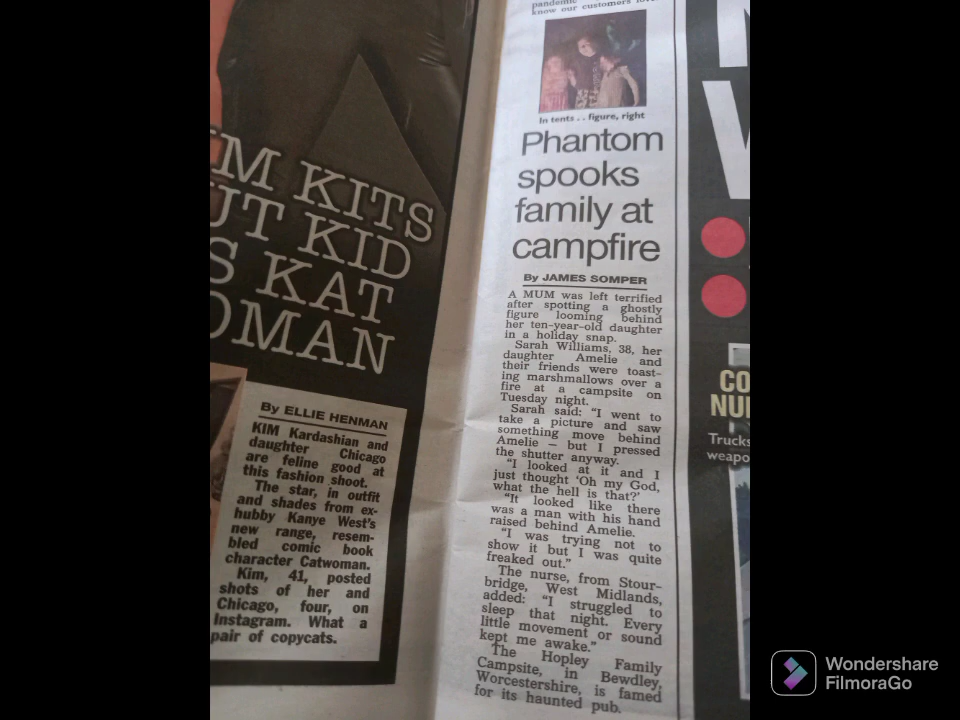 M KITS
UT KID
S KAT
OMAN
By ELLIE HENMAN
KIM Kardashian and
daughter Chicago
are feline good at
this fashion shoot.
The star, in outfit
and shades from ex-
hubby Kanye West's
new range, resem-
bled comic book
character Catwoman.
Kim, 41, posted
shots of her and
Chicago, four, on
Instagram. What a
pair of copycats.
pandemic
know our customers love
In tents . . figure, right
Phantom
spooks
family at
campfire
By JAMES SOMPER
A MUM was left terrified
after spotting a ghostly
figure looming behind
her ten-year-old daughter
in a holiday snap.
Sarah Williams, 38, her
daughter Amelie and
their friends were toast-
ing marshmallows over a
fire at a campsite on
Tuesday night.
Sarah said: "I went to
take a picture and saw
something move behind
Amelie — but I pressed
the shutter anyway.
"I looked at it and I
just thought 'Oh my God,
what the hell is that?'
"It looked like there
was a man with his hand
raised behind Amelie.
"I was trying not to
show it but I was quite
freaked out."
The nurse, from Stour-
bridge, West Midlands,
added: "I struggled to
sleep that night. Every
little movement or sound
kept me awake."
The Hopley Family
Campsite, in Bewdley,
Worcestershire, is famed
for its haunted pub.
CO
NU
Trucks
weapo
Wondershare
FilmoraGo